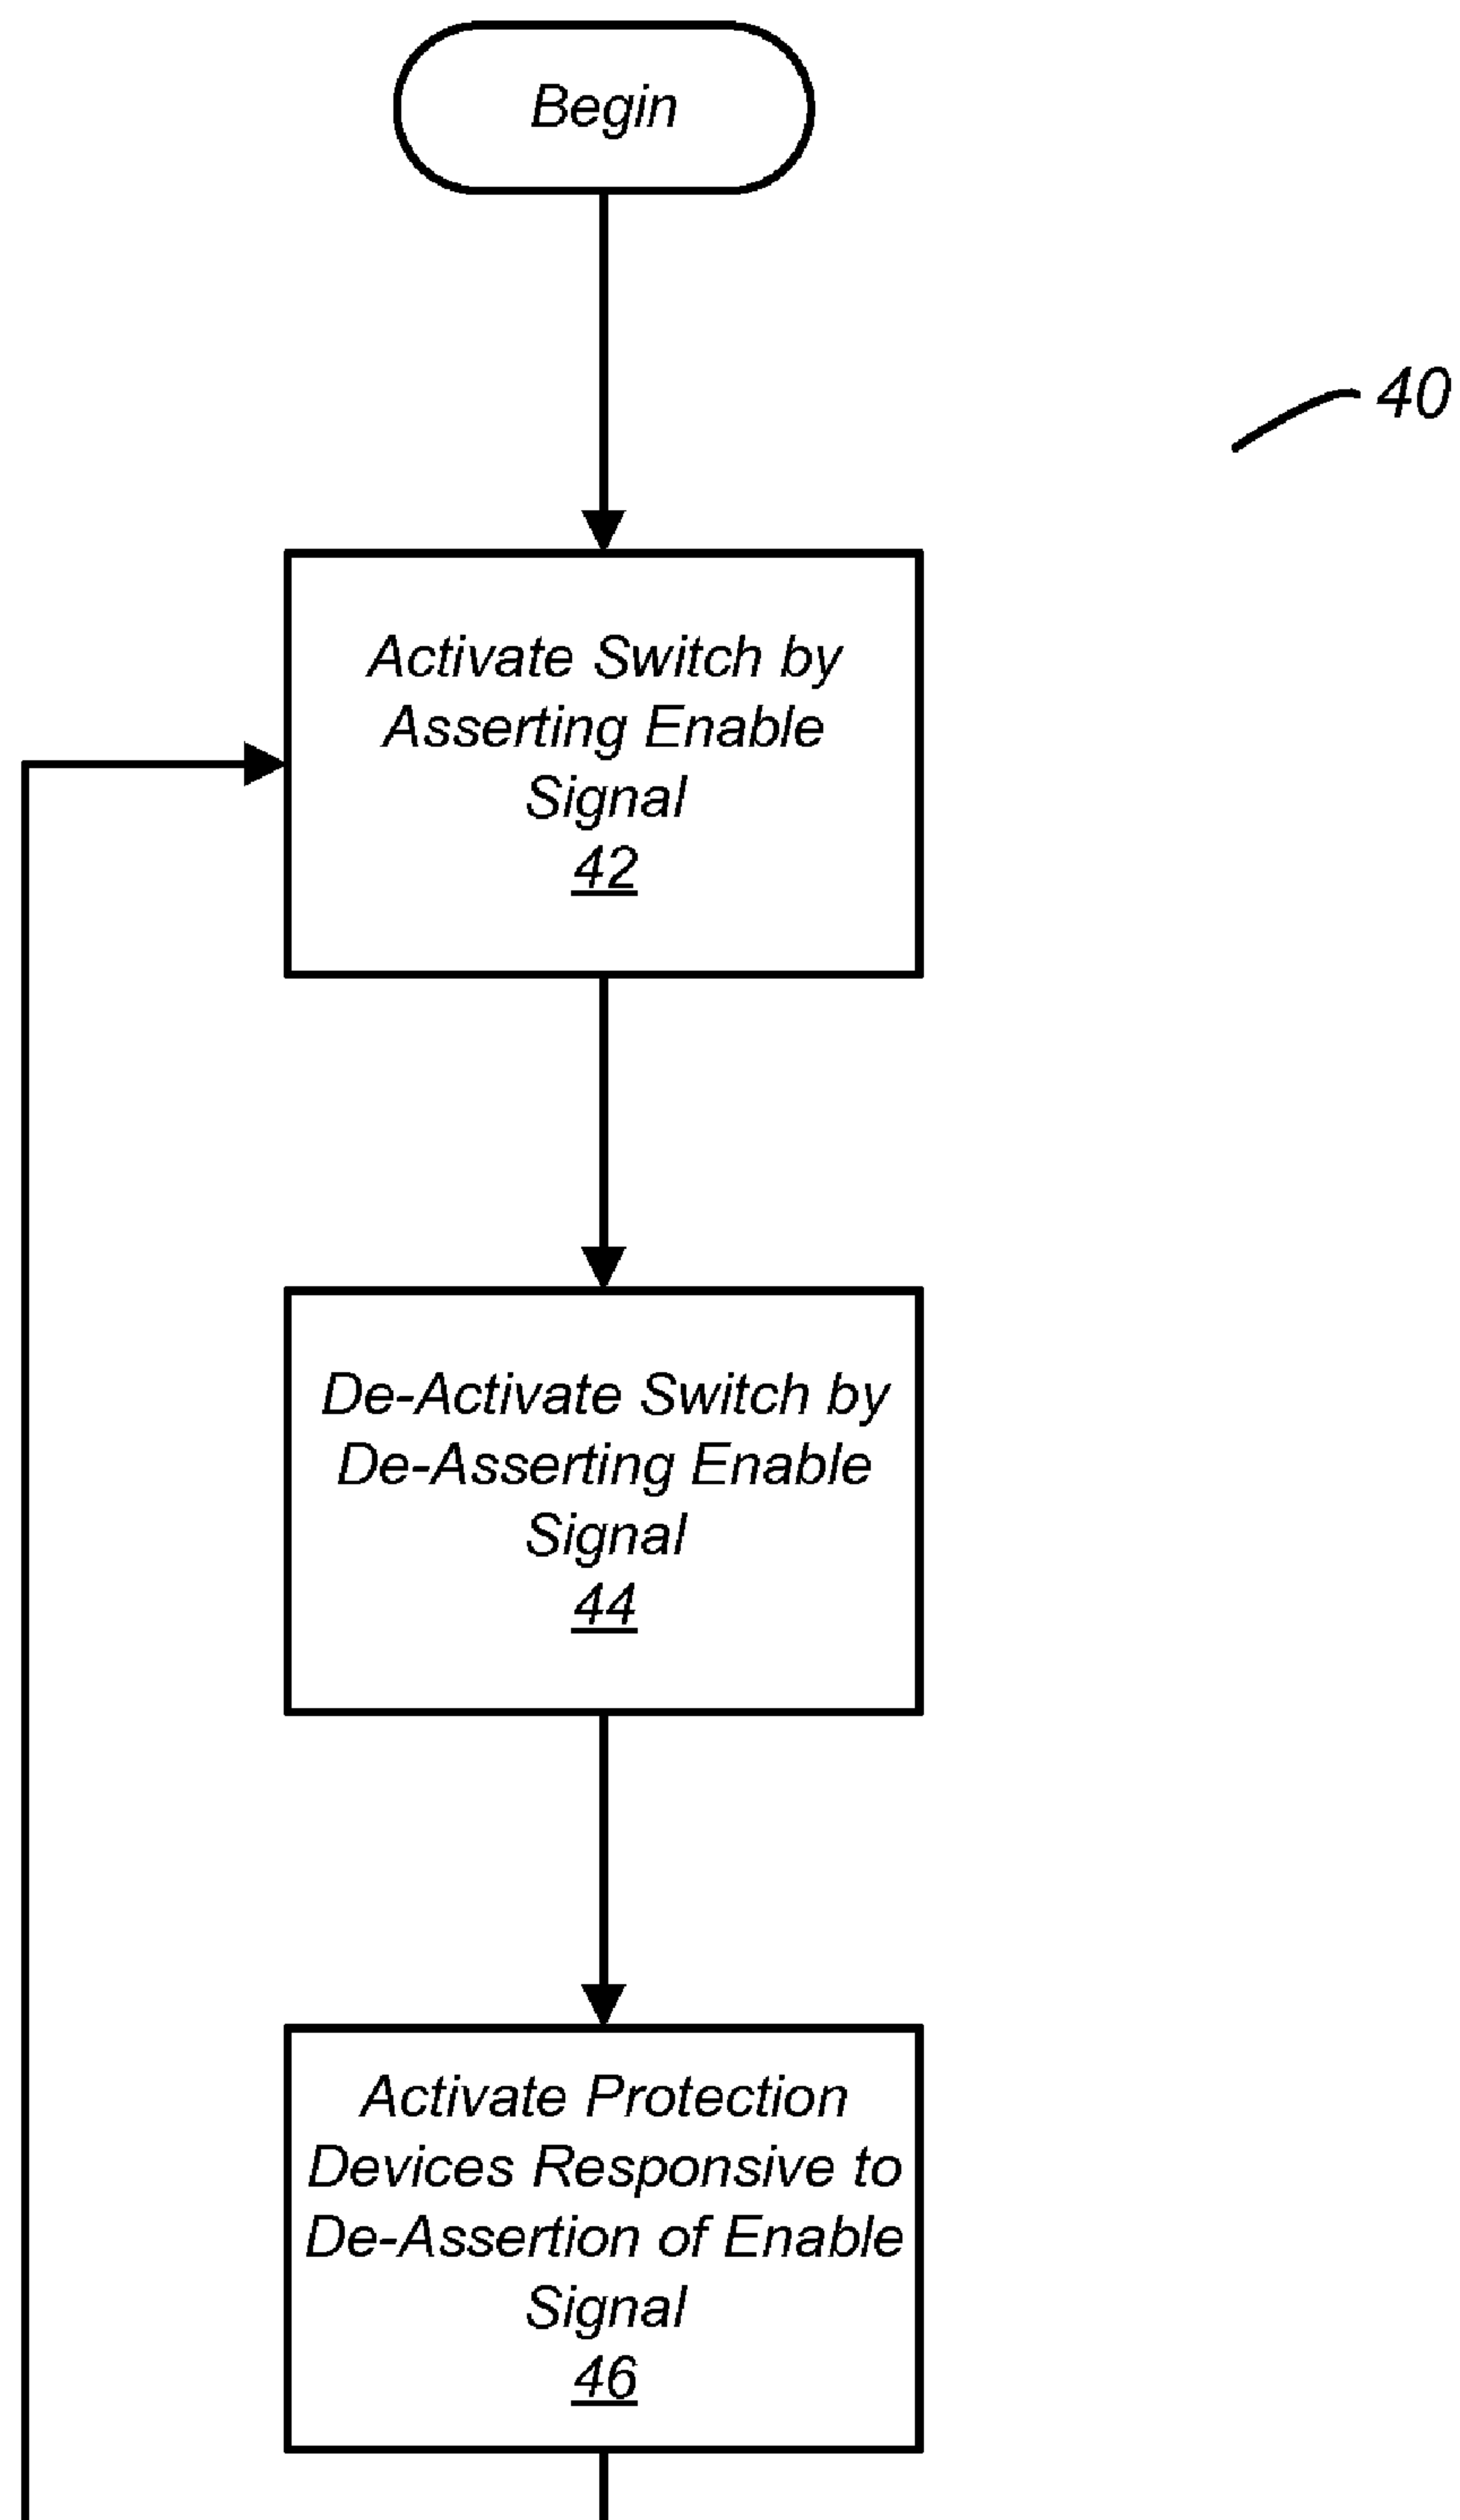 Begin
40
Activate Switch by
Asserting Enable
Signal
42
De-Activate Switch by
De-Asserting Enable
Signal
44
Activate Protection
Devices Responsive to
De-Assertion of Enable
Signal
46